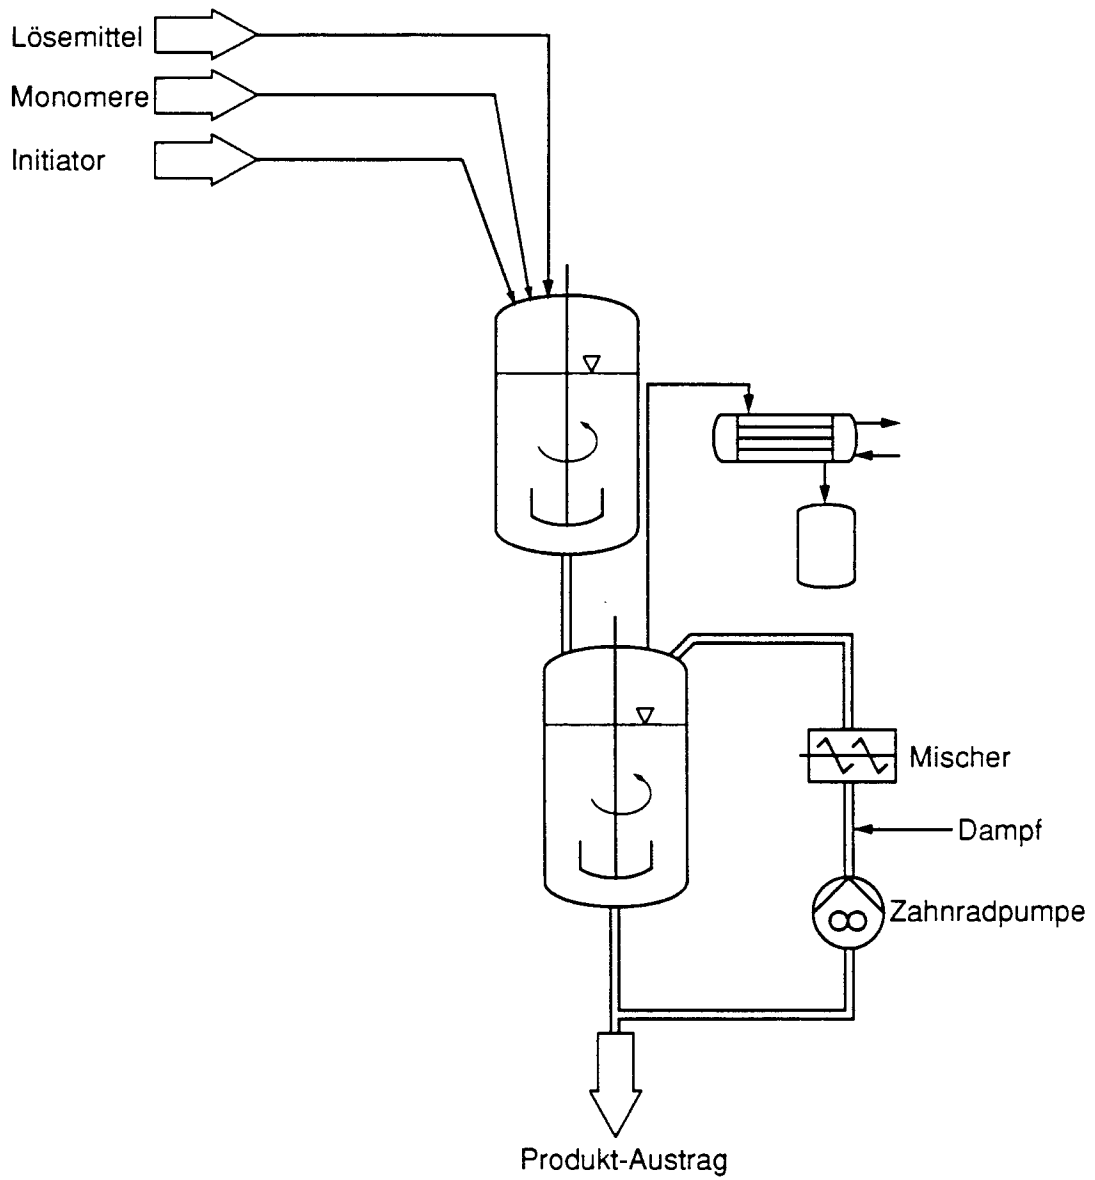 Lösemittel
Monomere
Initiator
Mischer
Dampf
Zahnradpumpe
Produkt-Austrag